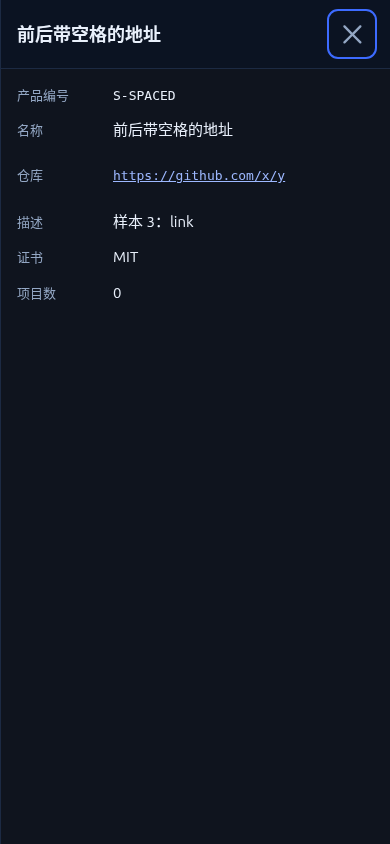 前后带空格的地址
产品编号 S-SPACED
名称 前后带空格的地址
仓库 https://github.com/x/y
描述 样本 3：link
证书 MIT
项目数 0